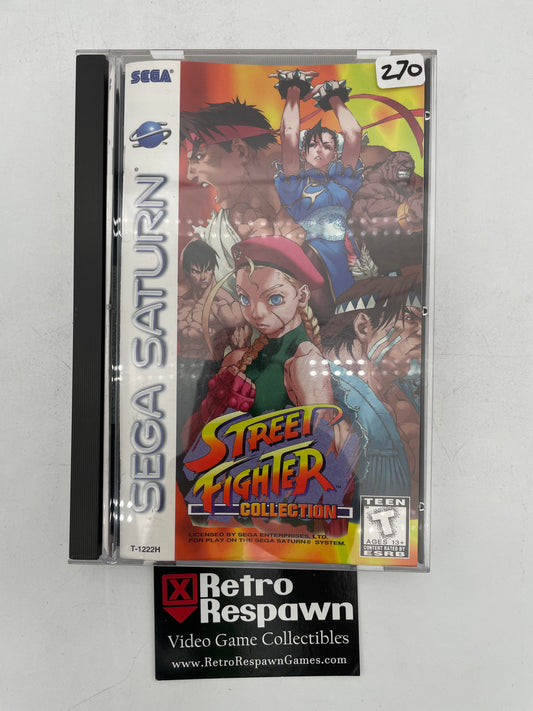 SEGA
270
SEGA SATURN™
STREET
FIGHTER™
COLLECTION
LICENSED BY SEGA ENTERPRISES, LTD.
FOR PLAY ON THE SEGA SATURN® SYSTEM.
T-1222H
TEEN
T
AGES 13+
CONTENT RATED BY
ESRB
Retro
Respawn
Video Game Collectibles
www.RetroRespawnGames.com